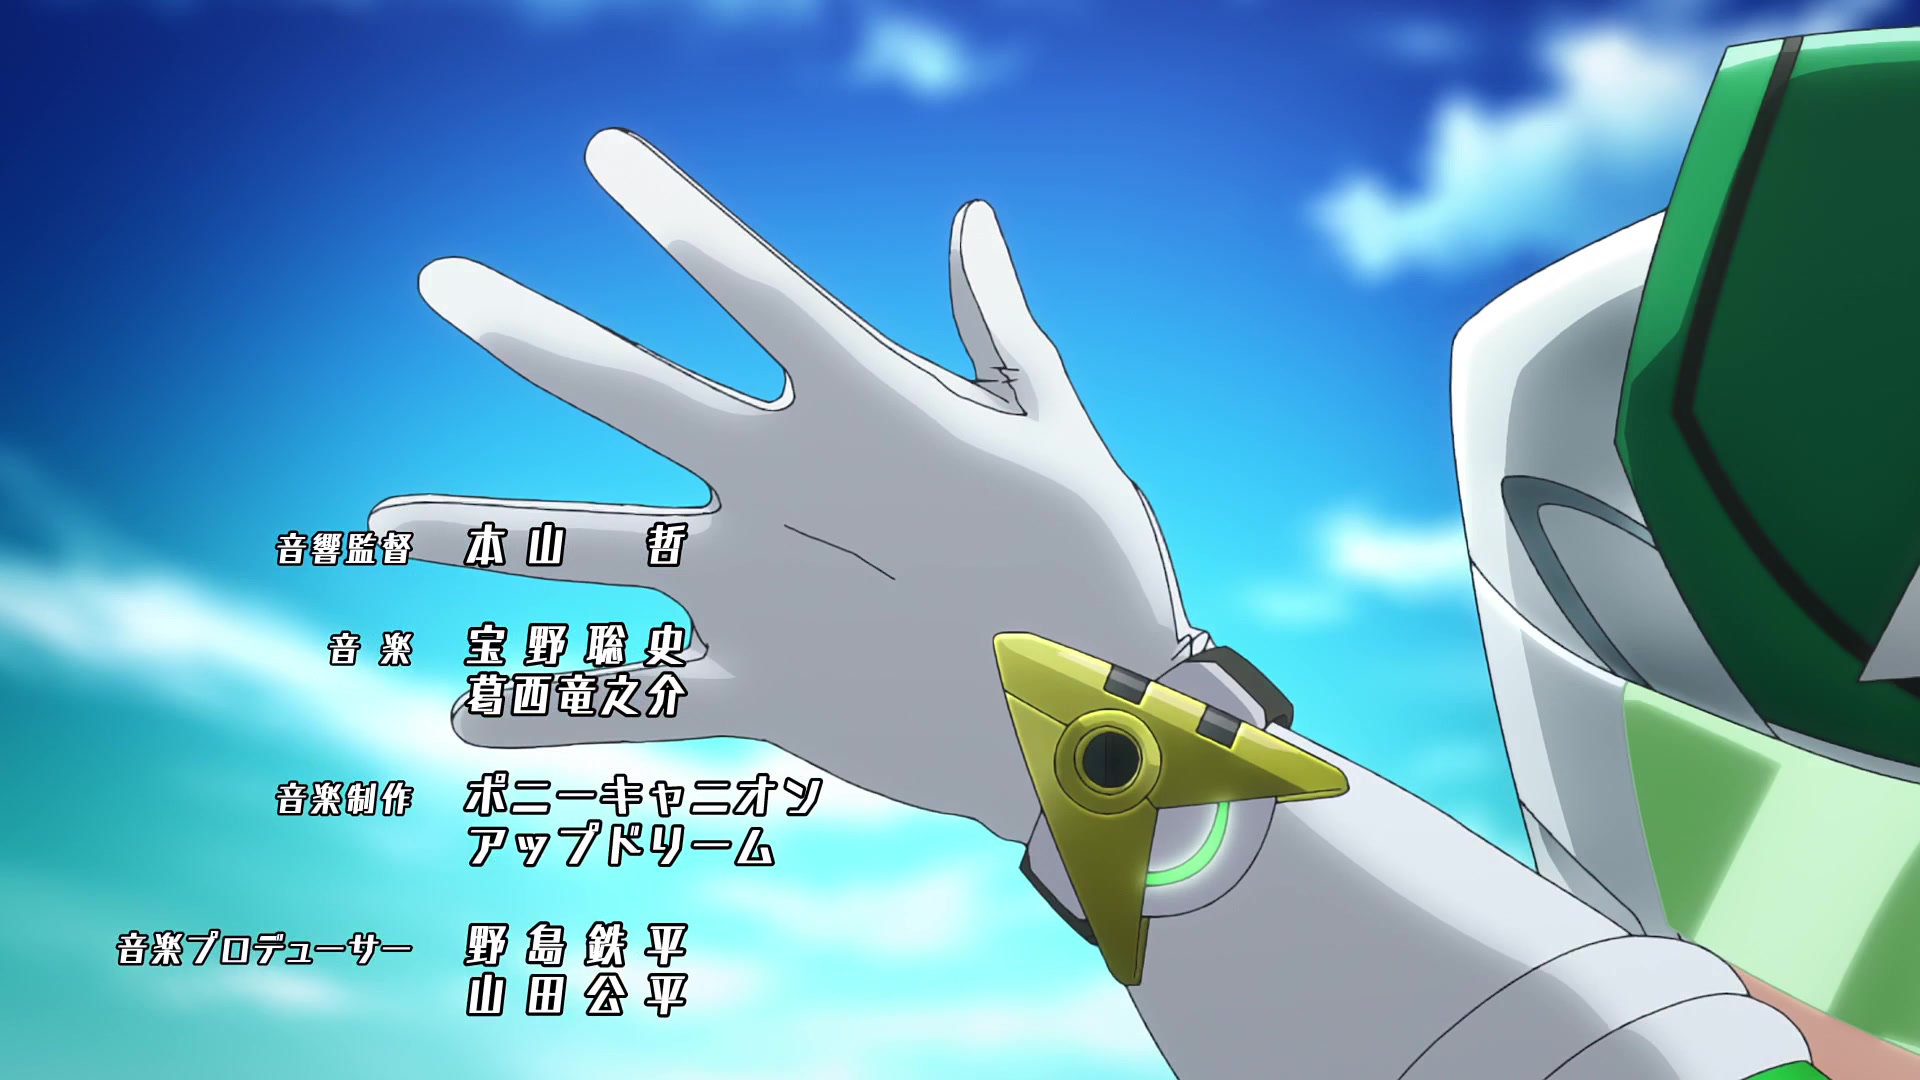 音響監督 本山 哲
音楽 宝野聡史
葛西竜之介
音楽制作 ポニーキャニオン
アップドリーム
音楽プロデューサー 野島鉄平
山田公平